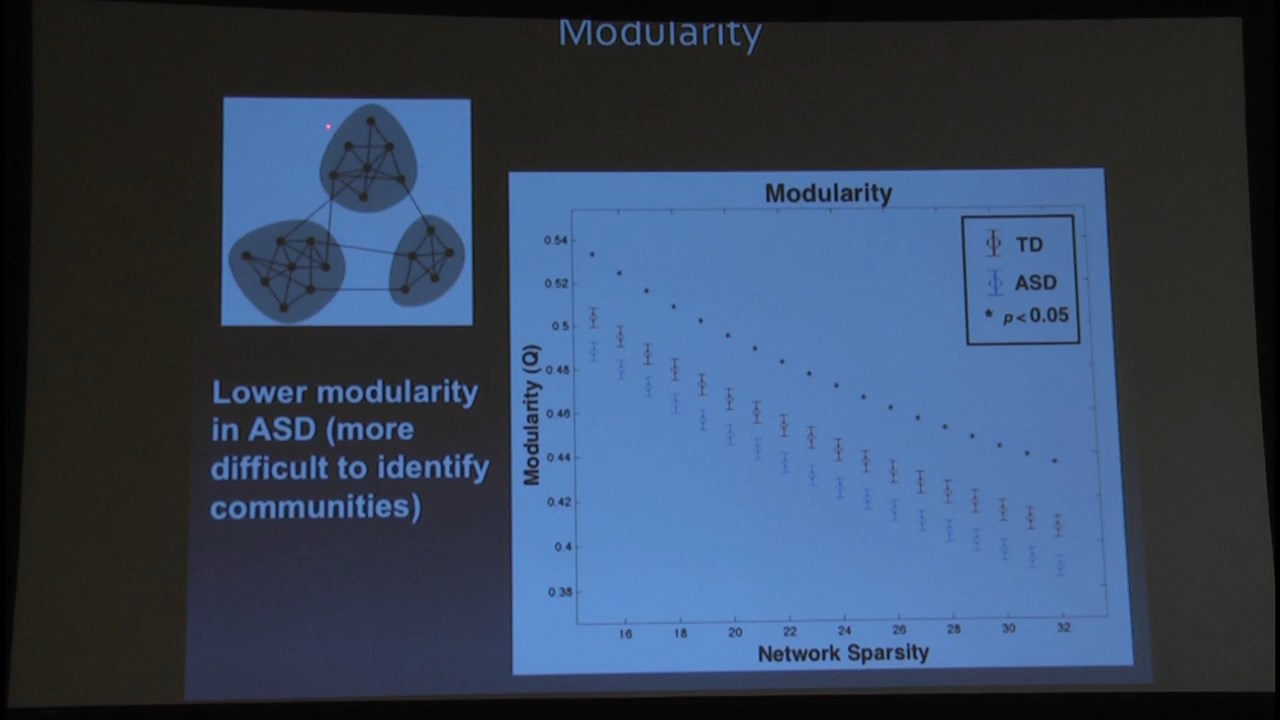 Modularity
Lower modularity
in ASD (more
difficult to identify
communities)
Modularity
TD
ASD
* p < 0.05
Modularity (Q)
0.54
0.52
0.5
0.48
0.46
0.44
0.42
0.4
0.38
16 18 20 22 24 26 28 30 32
Network Sparsity